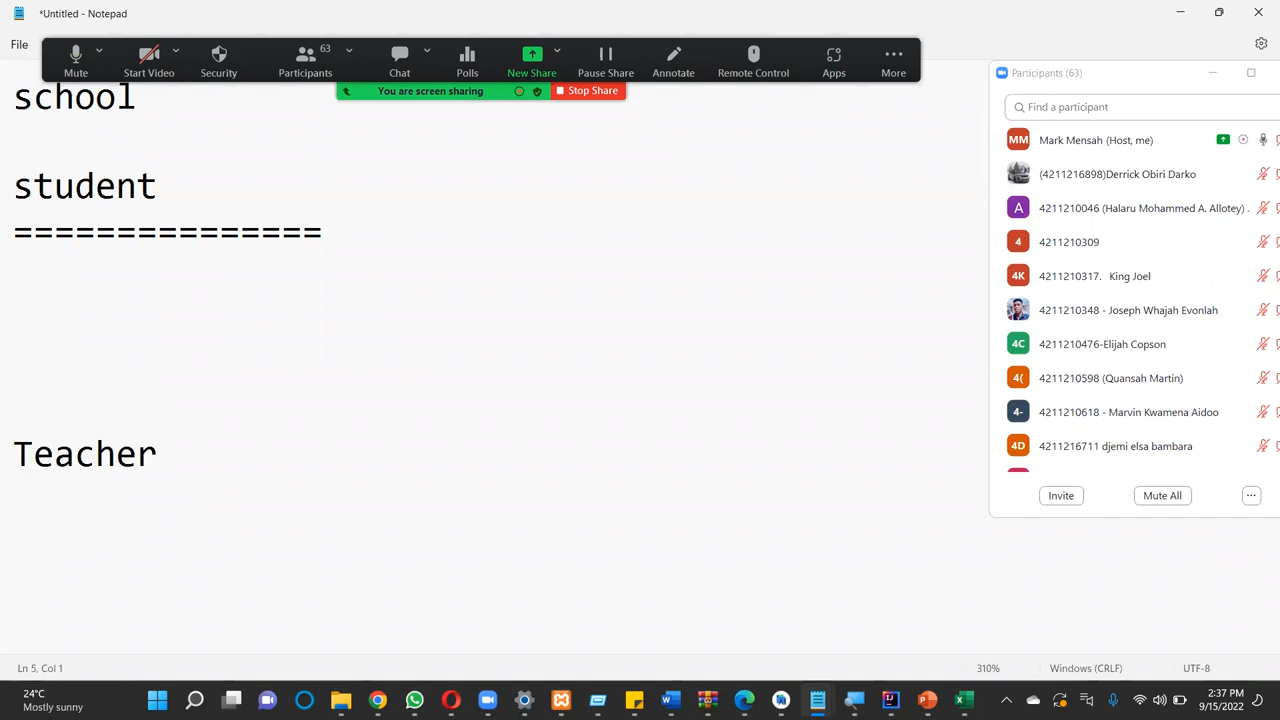 *Untitled - Notepad
File
Mute
Start Video
Security
63
Participants
Chat
Polls
New Share
Pause Share
Annotate
Remote Control
Apps
More
You are screen sharing
Stop Share
school
student
===============
Teacher
Participants (63)
Find a participant
MM Mark Mensah (Host, me)
(4211216898)Derrick Obiri Darko
A 4211210046 (Halaru Mohammed A. Allotey) .
4 4211210309
4K 4211210317. King Joel
4211210348 - Joseph Whajah Evonlah
4C 4211210476-Elijah Copson
4( 4211210598 (Quansah Martin)
4- 4211210618 - Marvin Kwamena Aidoo
4D 4211216711 djemi elsa bambara
Invite
Mute All
Ln 5, Col 1
310%
Windows (CRLF)
UTF-8
24°C
Mostly sunny
2:37 PM
9/15/2022